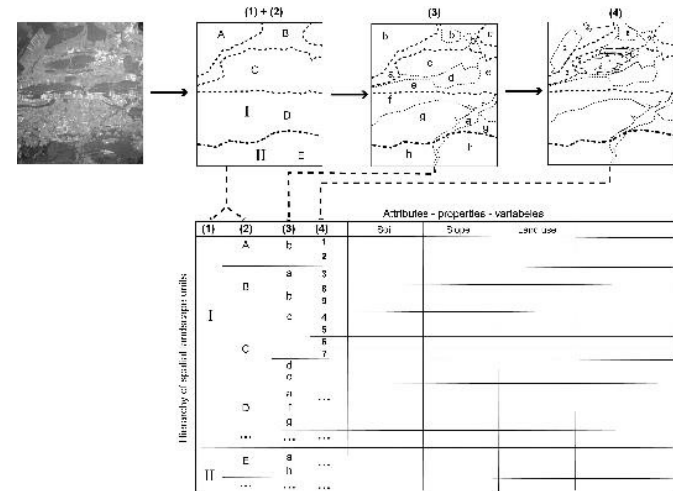 (1) + (2)
(3)
(4)
A
B
b
b
C
c
d
e
I
D
f
g
a
II
E
h
Attributes - properties - variabeles
(1)
(2)
(3)
(4)
Soil
Slope
Land use
Hierarchy of spatial landscape units
A
b
1
2
a
3
B
8
b
9
I
c
4
5
6
C
7
d
c
a
....
D
f
g
....
....
....
E
a
....
II
h
....
....
....